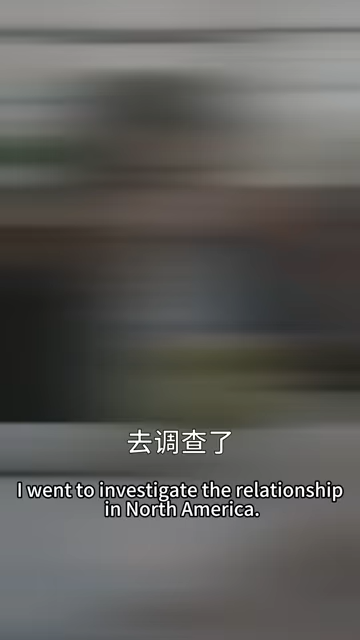 去调查了
I went to investigate the relationship
in North America.